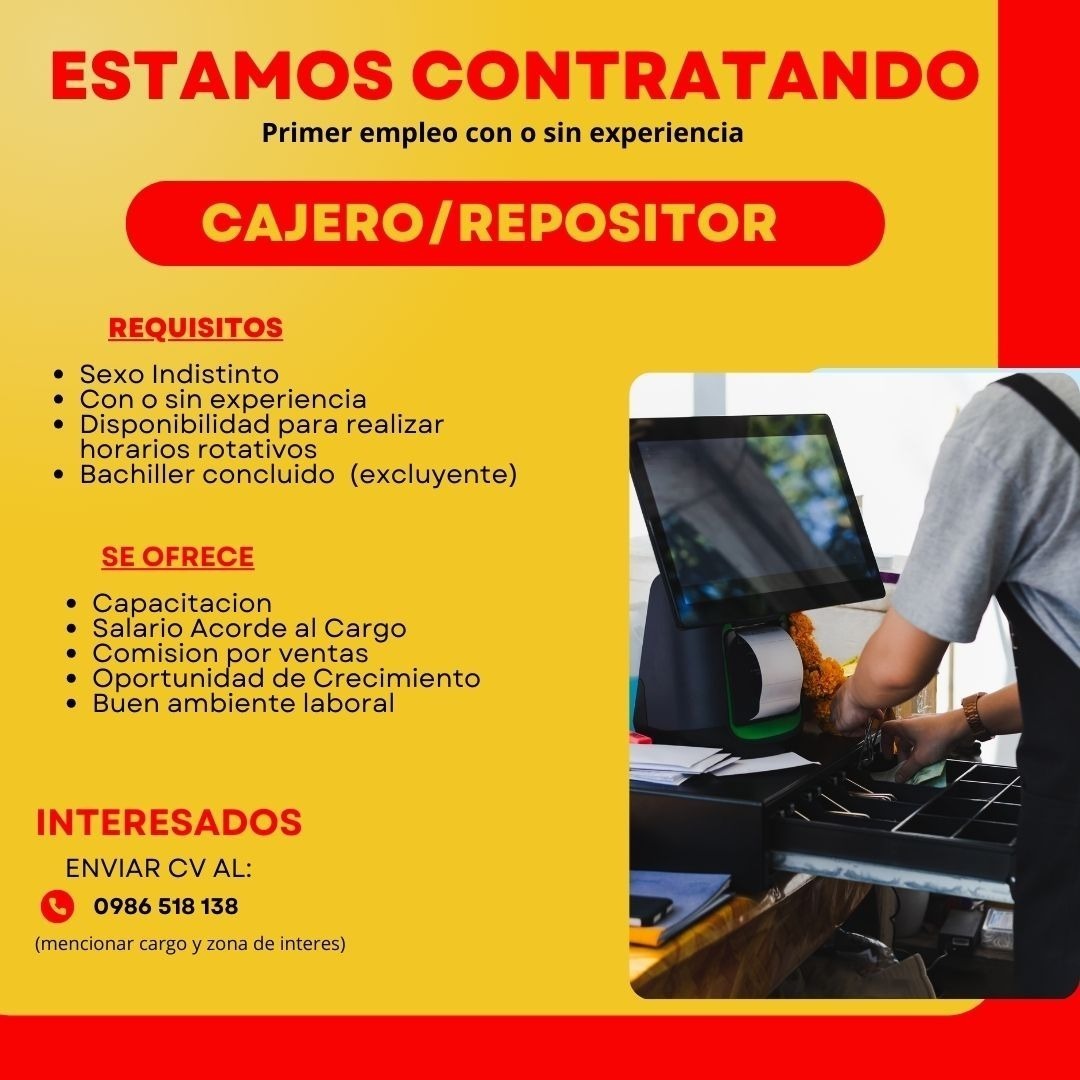 ESTAMOS CONTRATANDO
Primer empleo con o sin experiencia
CAJERO/REPOSITOR
REQUISITOS
• Sexo Indistinto
• Con o sin experiencia
• Disponibilidad para realizar
horarios rotativos
• Bachiller concluido (excluyente)
SE OFRECE
• Capacitacion
• Salario Acorde al Cargo
• Comision por ventas
• Oportunidad de Crecimiento
• Buen ambiente laboral
INTERESADOS
ENVIAR CV AL:
0986 518 138
(mencionar cargo y zona de interes)